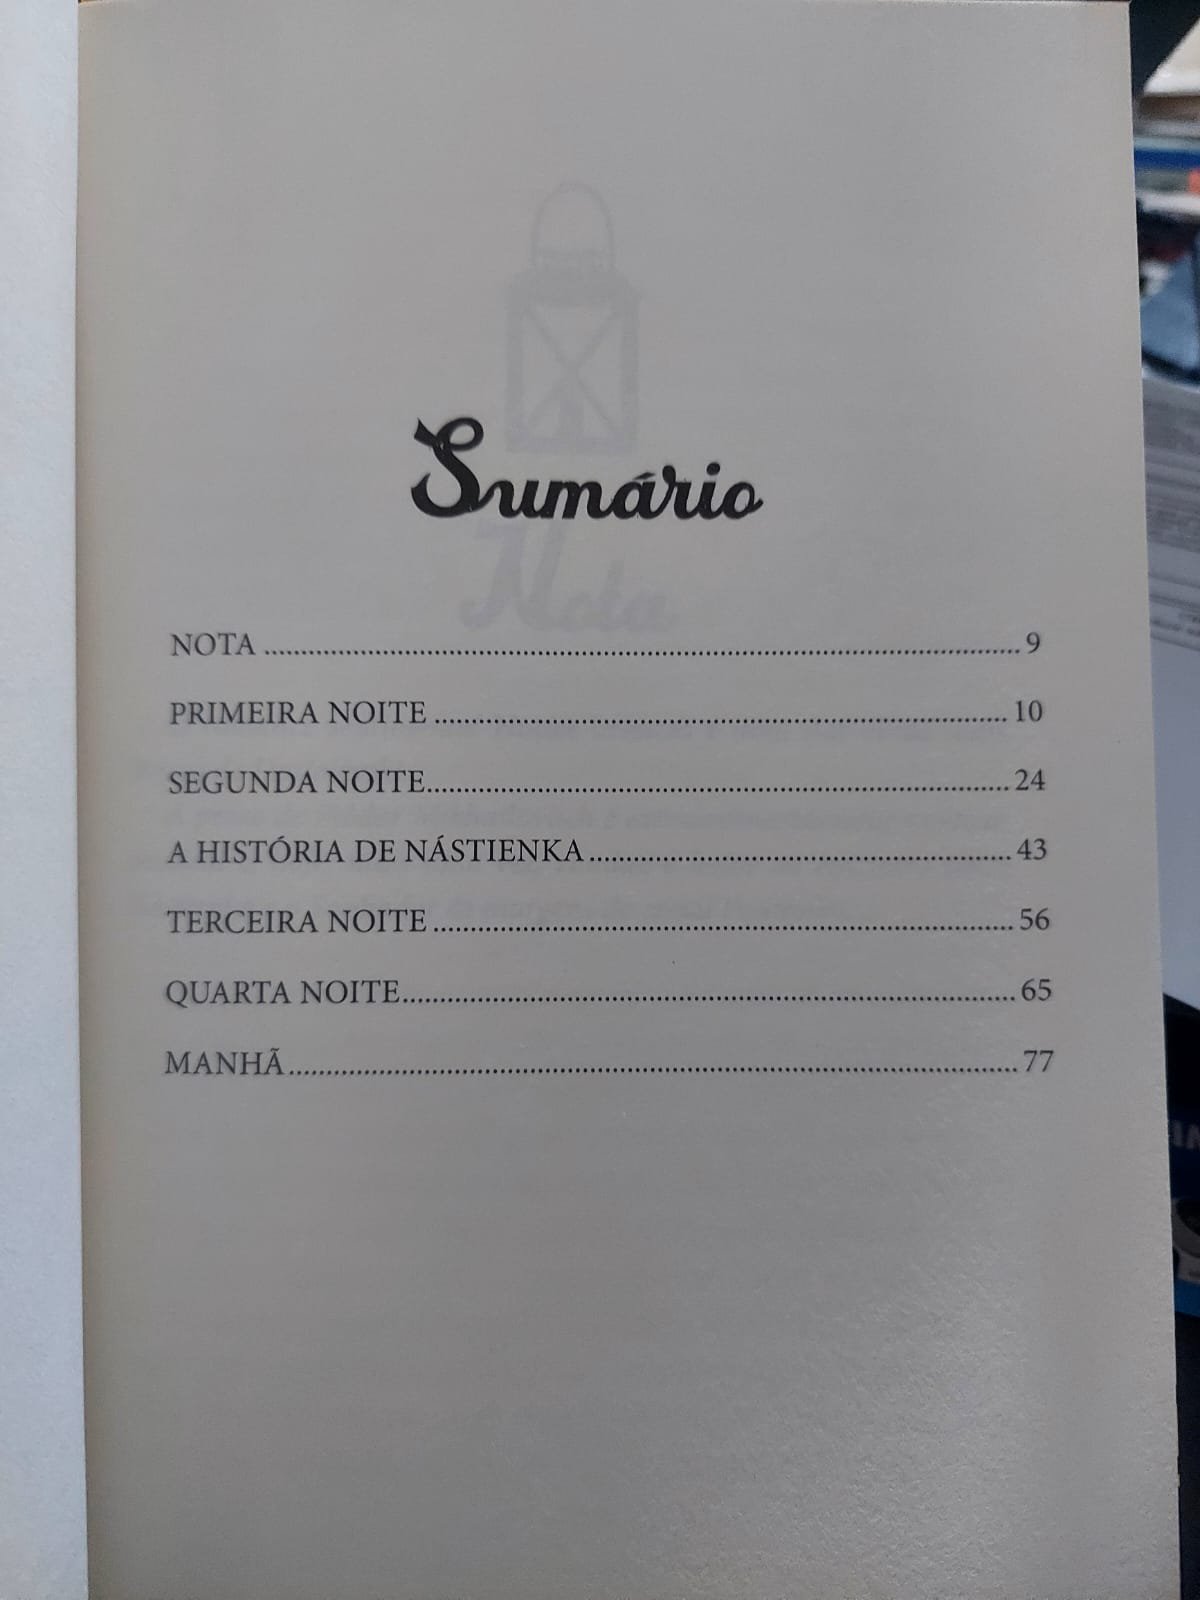 Sumário
Nota
NOTA ........ 9
PRIMEIRA NOITE ........ 10
SEGUNDA NOITE ........ 24
A HISTÓRIA DE NÁSTIENKA ........ 43
TERCEIRA NOITE ........ 56
QUARTA NOITE ........ 65
MANHÃ ........ 77